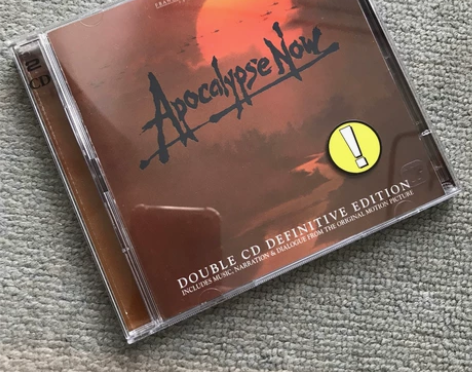 2
CD
Apocalypse Now
!
DOUBLE CD DEFINITIVE EDITION
INCLUDES MUSIC, NARRATION & DIALOGUE FROM THE ORIGINAL MOTION PICTURE